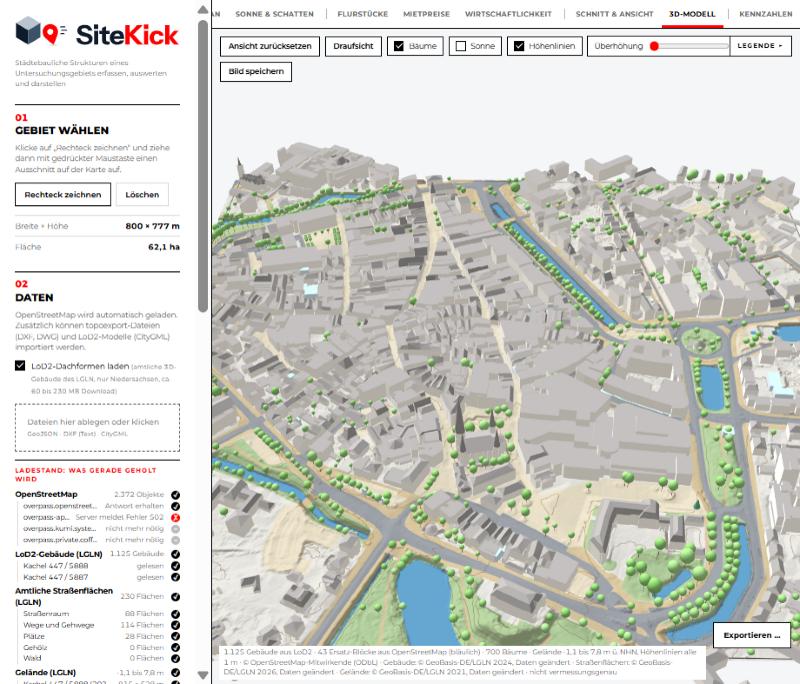 SiteKick
Städtebauliche Strukturen eines
Untersuchungsgebiets erfassen, auswerten
und darstellen
01
GEBIET WÄHLEN
Klicke auf „Rechteck zeichnen" und ziehe
dann mit gedrückter Maustaste einen
Ausschnitt auf der Karte auf.
Rechteck zeichnen
Löschen
Breite × Höhe 800 × 777 m
Fläche 62,1 ha
02
DATEN
OpenStreetMap wird automatisch geladen.
Zusätzlich können topoexport-Dateien
(DXF, DWG) und LoD2-Modelle (CityGML)
importiert werden.
LoD2-Dachformen laden (amtliche 3D-
Gebäude des LGLN, nur Niedersachsen, ca.
60 bis 230 MB Download)
Dateien hier ablegen oder klicken
GeoJSON · DXF (Text) · CityGML
LADESTAND: WAS GERADE GEHOLT
WIRD
OpenStreetMap 2.372 Objekte
overpass.openstreet... Antwort erhalten
overpass-ap... Server meldet Fehler 502
overpass.kumi.syste... nicht mehr nötig
overpass.private.coff... nicht mehr nötig
LoD2-Gebäude (LGLN) 1.125 Gebäude
Kachel 447 / 5888 gelesen
Kachel 447 / 5887 gelesen
Amtliche Straßenflächen
(LGLN) 230 Flächen
Straßenraum 88 Flächen
Wege und Gehwege 114 Flächen
Plätze 28 Flächen
Gehölz 0 Flächen
Wald 0 Flächen
Gelände (LGLN) -1,1 bis 7,8 m
AN
SONNE & SCHATTEN
FLURSTÜCKE
MIETPREISE
WIRTSCHAFTLICHKEIT
SCHNITT & ANSICHT
3D-MODELL
KENNZAHLEN
Ansicht zurücksetzen
Draufsicht
Bäume
Sonne
Höhenlinien
Überhöhung
LEGENDE
Bild speichern
Exportieren ...
1.125 Gebäude aus LoD2 · 43 Ersatz-Blöcke aus OpenStreetMap (bläulich) · 700 Bäume · Gelände -1,1 bis 7,8 m ü. NHN, Höhenlinien alle
1 m · © OpenStreetMap-Mitwirkende (ODbL) · Gebäude: © GeoBasis-DE/LGLN 2024, Daten geändert · Straßenflächen: © GeoBasis-
DE/LGLN 2026, Daten geändert · Gelände: © GeoBasis-DE/LGLN 2021, Daten geändert · nicht vermessungsgenau